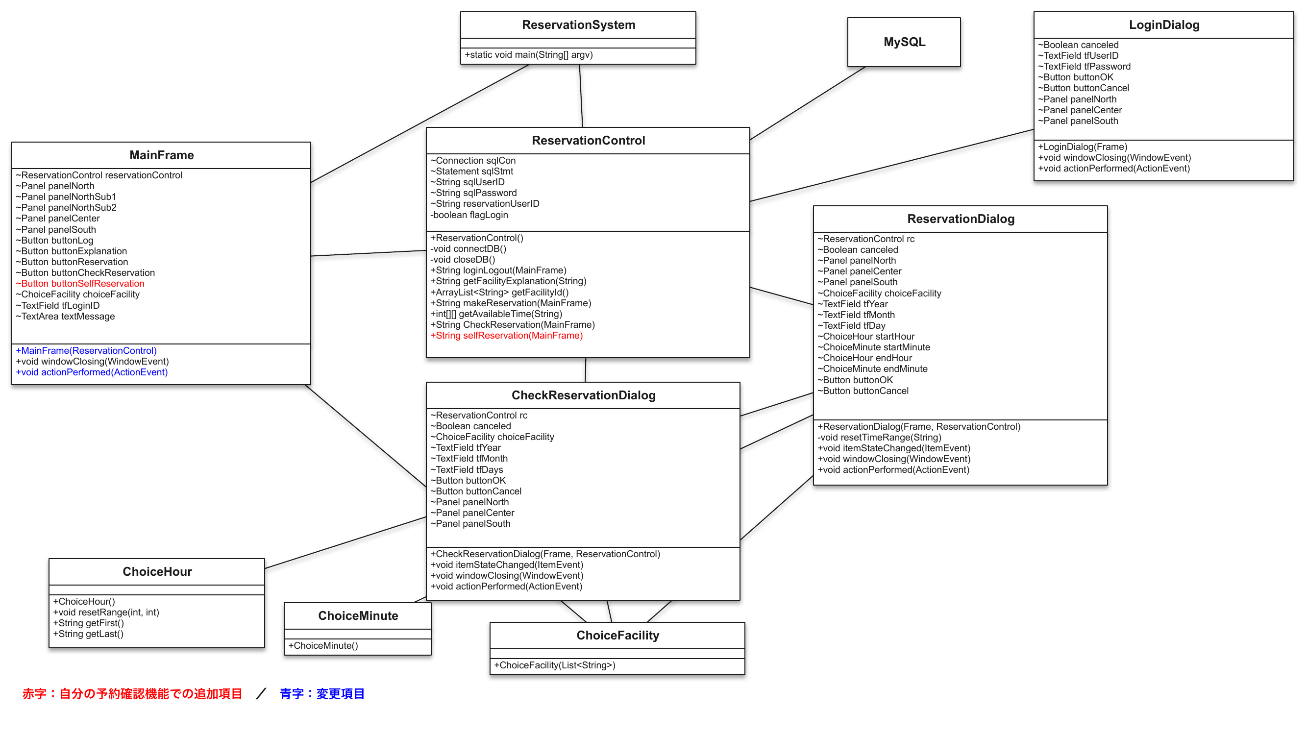 ReservationSystem
+static void main(String[] argv)
MySQL
LoginDialog
~Boolean canceled
~TextField tfUserID
~TextField tfPassword
~Button buttonOK
~Button buttonCancel
~Panel panelNorth
~Panel panelCenter
~Panel panelSouth
+LoginDialog(Frame)
+void windowClosing(WindowEvent)
+void actionPerformed(ActionEvent)
MainFrame
~ReservationControl reservationControl
~Panel panelNorth
~Panel panelNorthSub1
~Panel panelNorthSub2
~Panel panelCenter
~Panel panelSouth
~Button buttonLog
~Button buttonExplanation
~Button buttonReservation
~Button buttonCheckReservation
~Button buttonSelfReservation
~ChoiceFacility choiceFacility
~TextField tfLoginID
~TextArea textMessage
+MainFrame(ReservationControl)
+void windowClosing(WindowEvent)
+void actionPerformed(ActionEvent)
ReservationControl
~Connection sqlCon
~Statement sqlStmt
~String sqlUserID
~String sqlPassword
~String reservationUserID
-boolean flagLogin
+ReservationControl()
-void connectDB()
-void closeDB()
+String loginLogout(MainFrame)
+String getFacilityExplanation(String)
+ArrayList<String> getFacilityId()
+String makeReservation(MainFrame)
+int[][] getAvailableTime(String)
+String CheckReservation(MainFrame)
+String selfReservation(MainFrame)
ReservationDialog
~ReservationControl rc
~Boolean canceled
~Panel panelNorth
~Panel panelCenter
~Panel panelSouth
~ChoiceFacility choiceFacility
~TextField tfYear
~TextField tfMonth
~TextField tfDay
~ChoiceHour startHour
~ChoiceMinute startMinute
~ChoiceHour endHour
~ChoiceMinute endMinute
~Button buttonOK
~Button buttonCancel
+ReservationDialog(Frame, ReservationControl)
-void resetTimeRange(String)
+void itemStateChanged(ItemEvent)
+void windowClosing(WindowEvent)
+void actionPerformed(ActionEvent)
CheckReservationDialog
~ReservationControl rc
~Boolean canceled
~ChoiceFacility choiceFacility
~TextField tfYear
~TextField tfMonth
~TextField tfDays
~Button buttonOK
~Button buttonCancel
~Panel panelNorth
~Panel panelCenter
~Panel panelSouth
+CheckReservationDialog(Frame, ReservationControl)
+void itemStateChanged(ItemEvent)
+void windowClosing(WindowEvent)
+void actionPerformed(ActionEvent)
ChoiceHour
+ChoiceHour()
+void resetRange(int, int)
+String getFirst()
+String getLast()
ChoiceMinute
+ChoiceMinute()
ChoiceFacility
+ChoiceFacility(List<String>)
赤字：自分の予約確認機能での追加項目 ／ 青字：変更項目